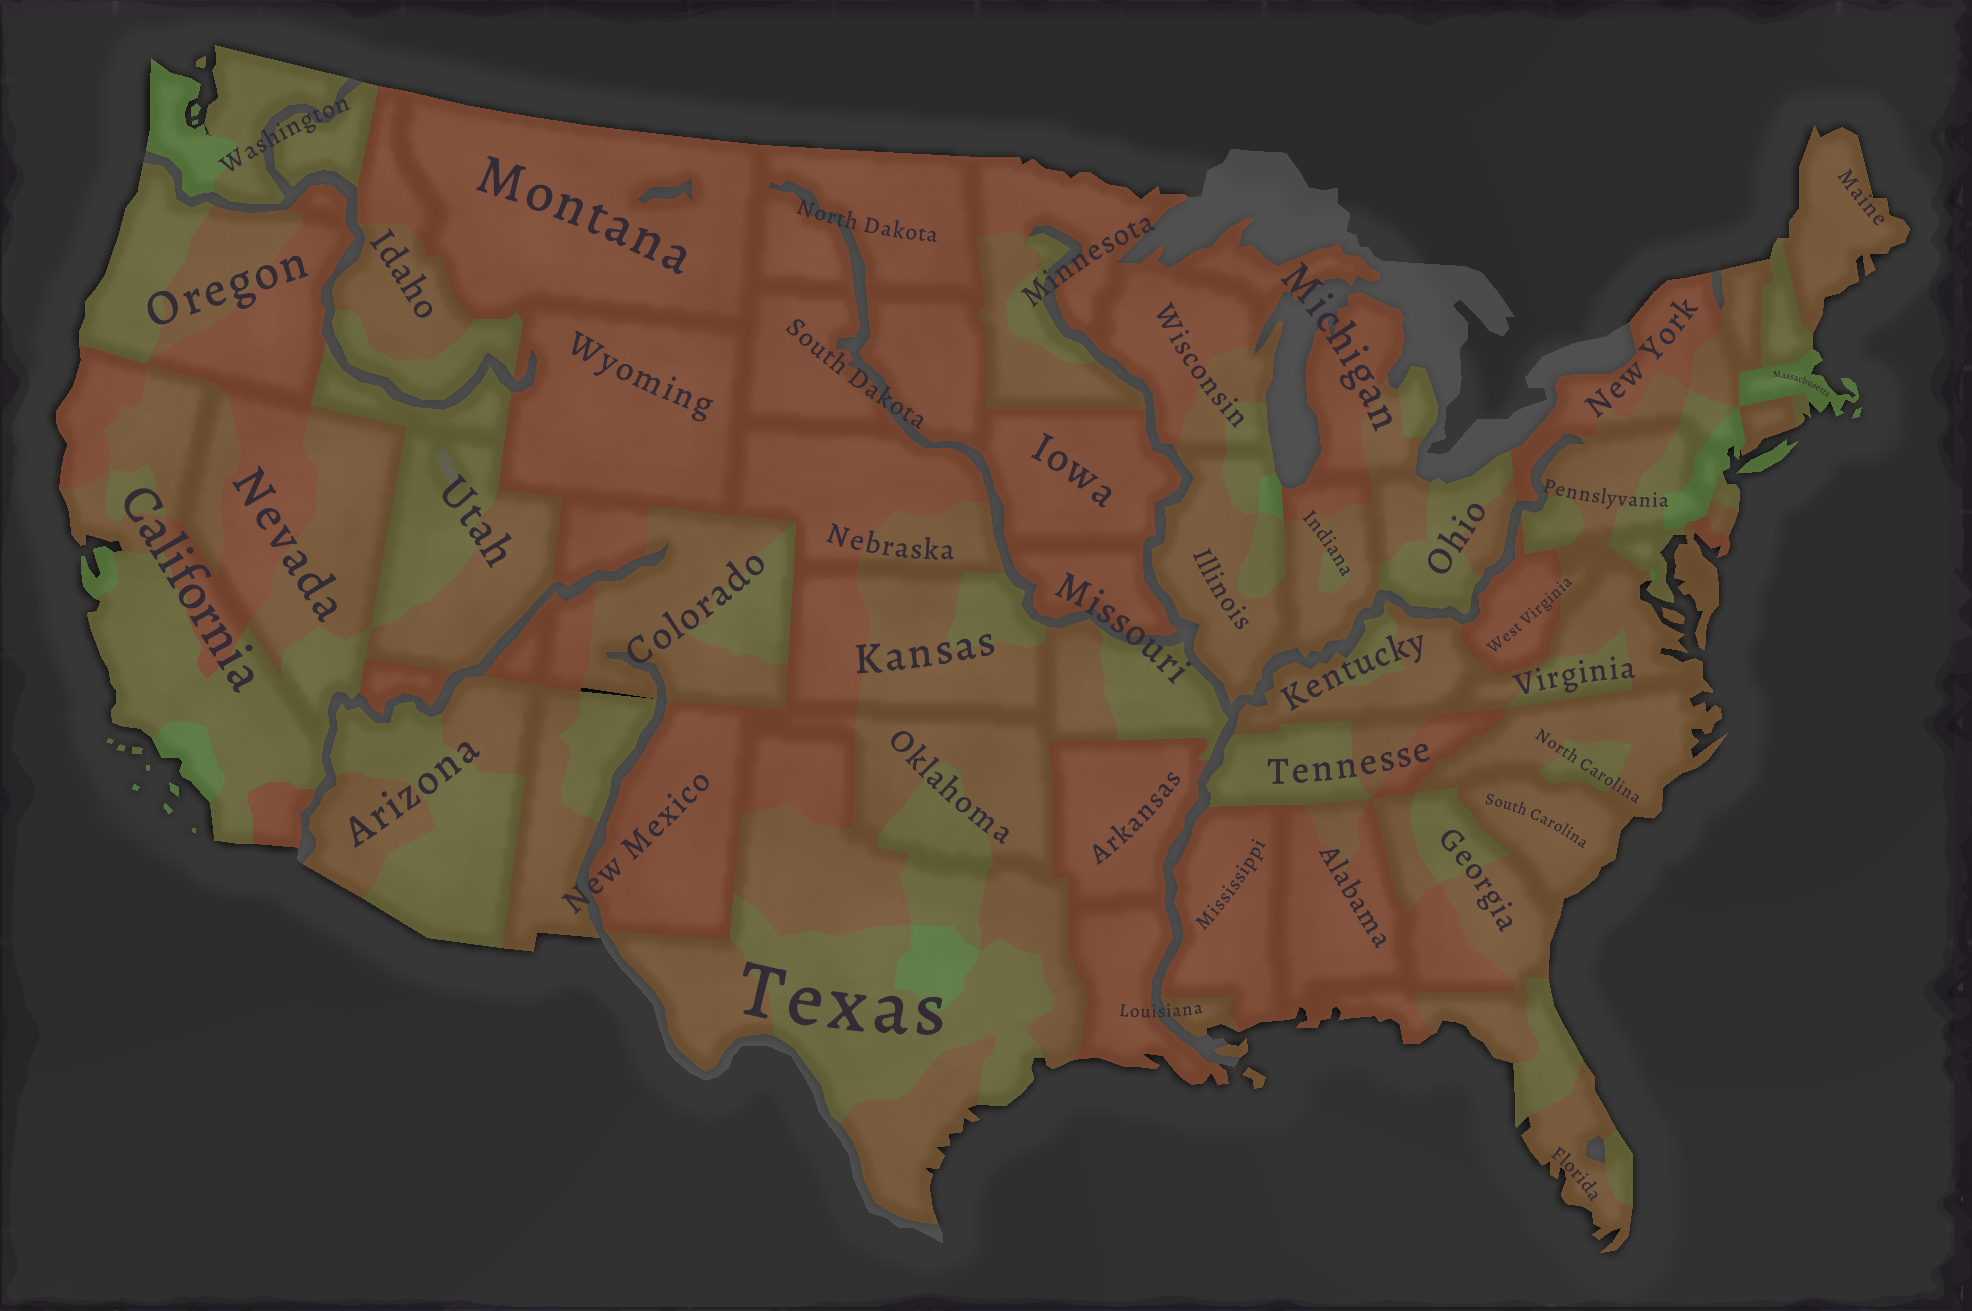 Washington
Montana
North Dakota
Minnesota
Maine
Oregon
Idaho
Wyoming
South Dakota
Wisconsin
Michigan
New York
Massachusetts
Iowa
Nebraska
Nevada
Utah
California
Colorado
Kansas
Missouri
Illinois
Indiana
Ohio
Pennslyvania
West Virginia
Virginia
Kentucky
Tennesse
North Carolina
South Carolina
Arizona
New Mexico
Oklahoma
Arkansas
Mississippi
Alabama
Georgia
Texas
Louisiana
Florida